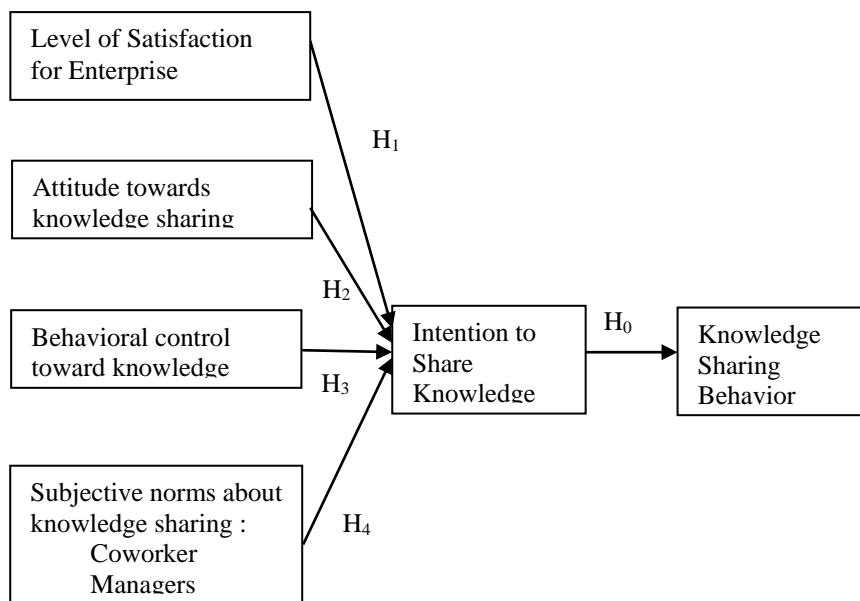 Level of Satisfaction
for Enterprise
H1
Attitude towards
knowledge sharing
H2
Behavioral control
toward knowledge
H3
Intention to
Share
Knowledge
H0
Knowledge
Sharing
Behavior
Subjective norms about
knowledge sharing :
Coworker
Managers
H4